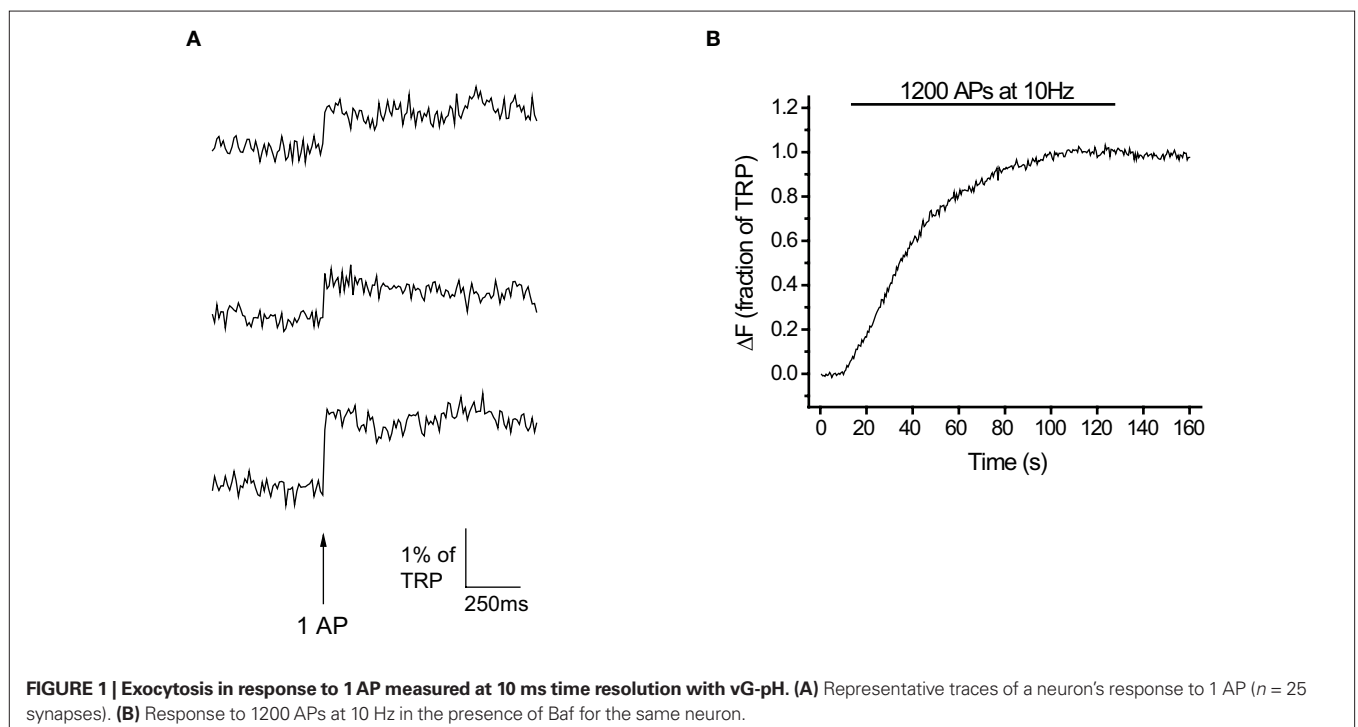 A
1 AP
1% of
TRP
250ms
B
1200 APs at 10Hz
ΔF (fraction of TRP)
1.2
1.0
0.8
0.6
0.4
0.2
0.0
0 20 40 60 80 100 120 140 160
Time (s)
FIGURE 1 | Exocytosis in response to 1 AP measured at 10 ms time resolution with vG-pH. (A) Representative traces of a neuron's response to 1 AP (n = 25
synapses). (B) Response to 1200 APs at 10 Hz in the presence of Baf for the same neuron.